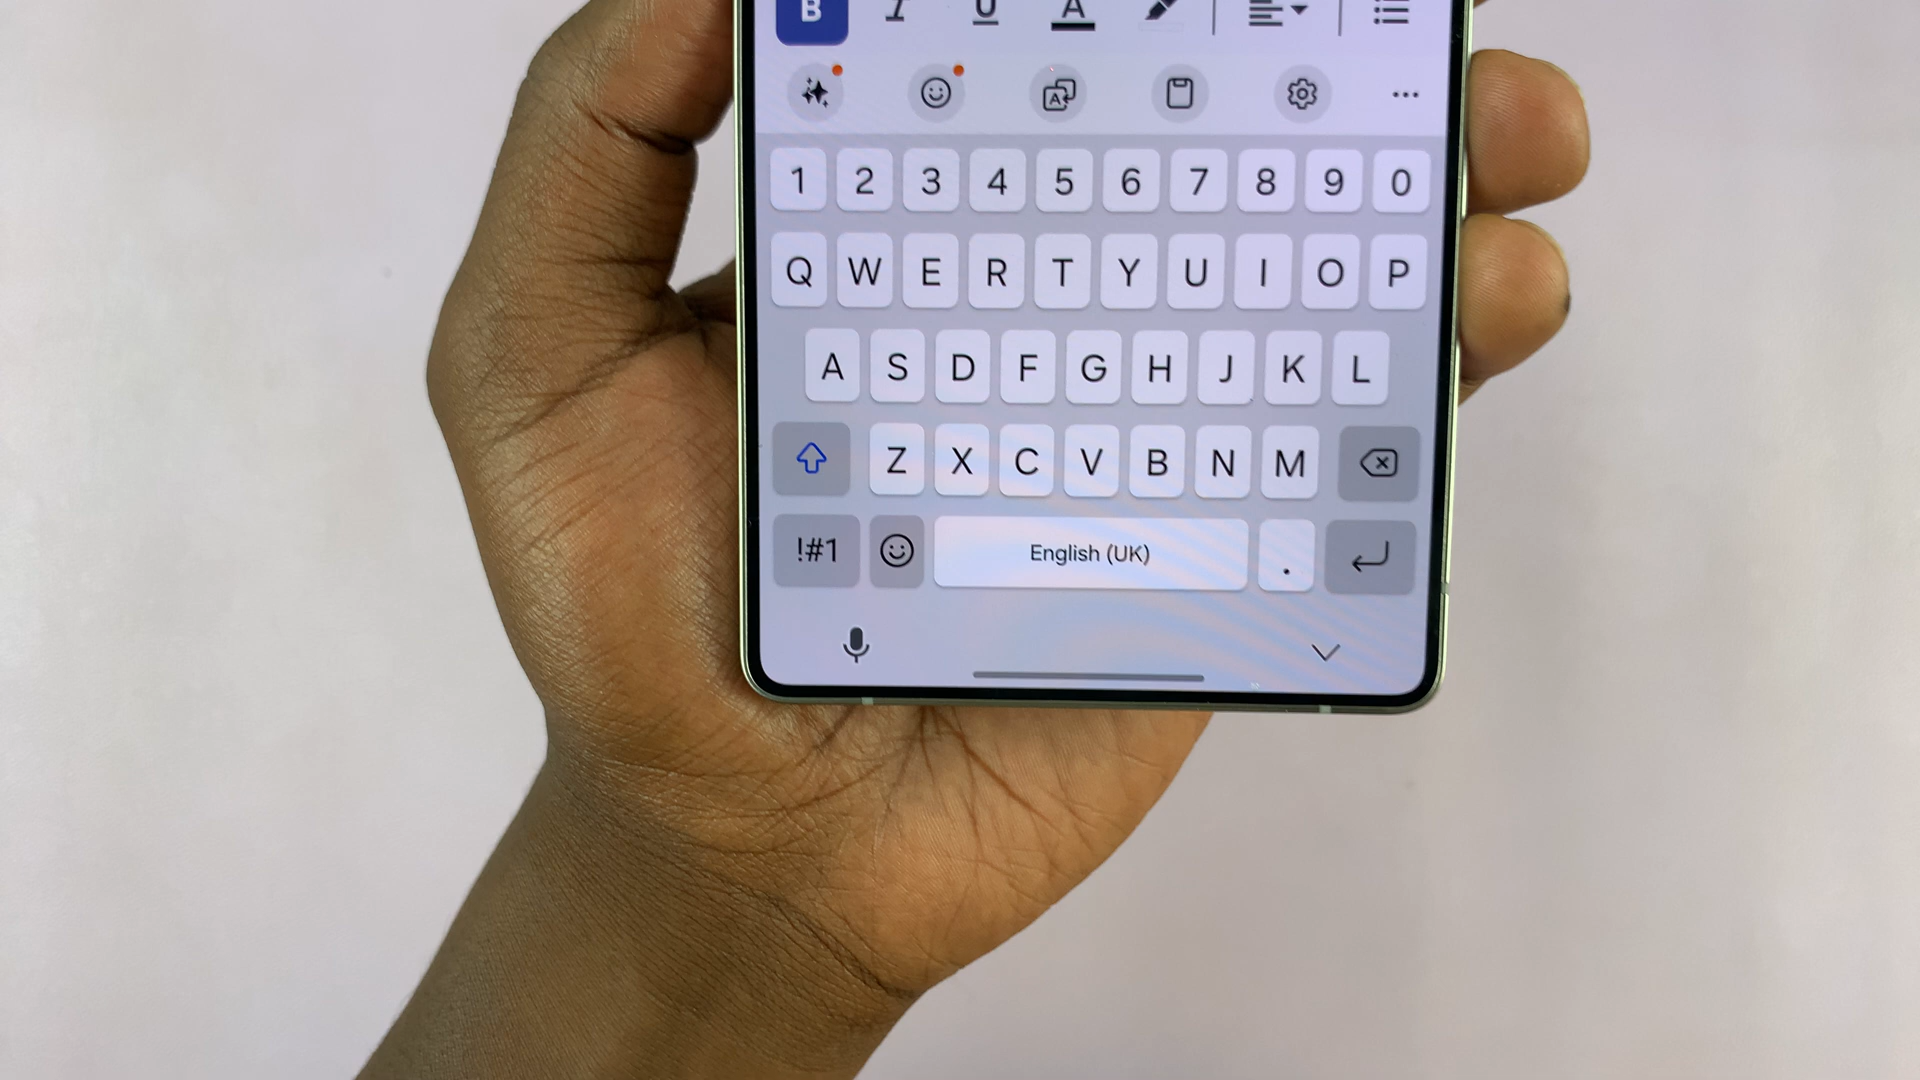 B I U A
1 2 3 4 5 6 7 8 9 0
Q W E R T Y U I O P
A S D F G H J K L
Z X C V B N M
!#1 English (UK) .